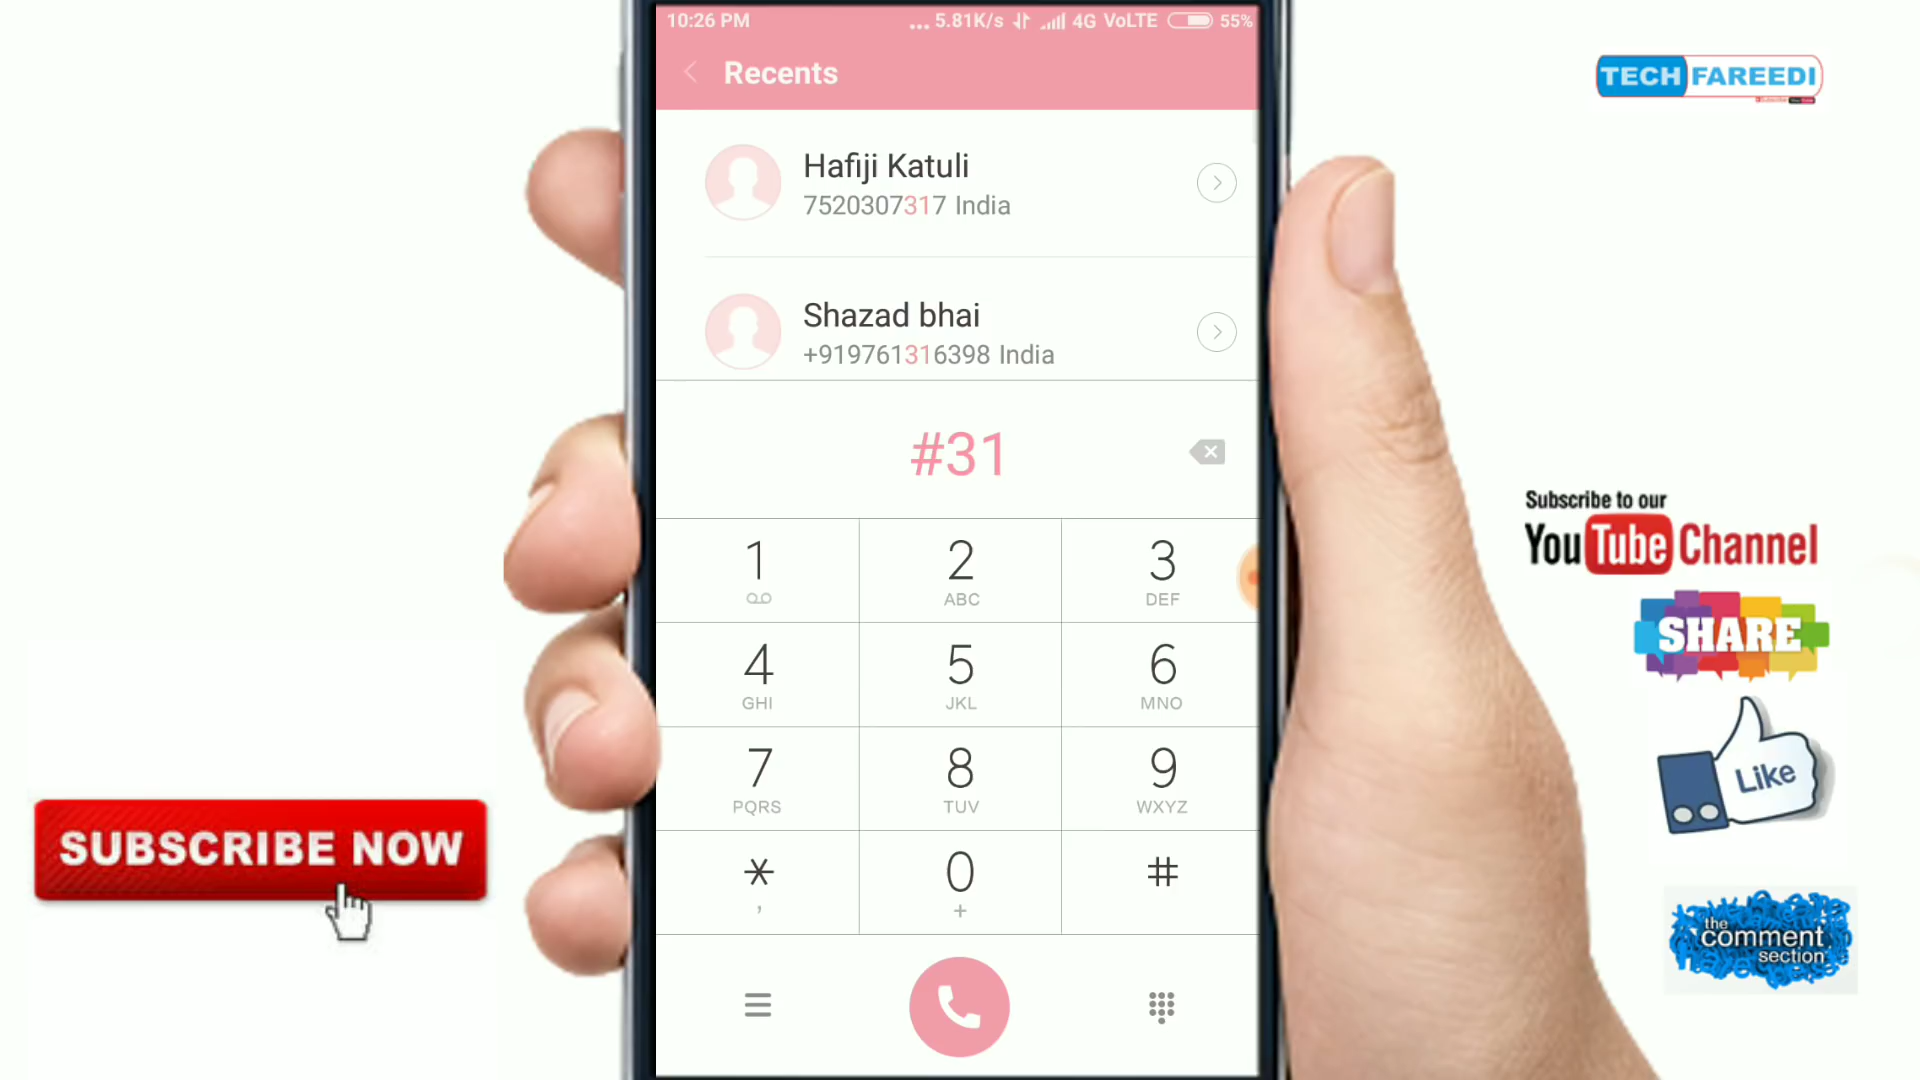 10:26 PM ... 5.81K/s 4G VoLTE 55%
Recents
Hafiji Katuli
7520307317 India
Shazad bhai
+919761316398 India
#31
1 2 3
ABC DEF
4 5 6
GHI JKL MNO
7 8 9
PQRS TUV WXYZ
* 0 #
, +
TECH FAREEDI
Subscribe to our
YouTube Channel
SHARE
Like
the
comment
section
SUBSCRIBE NOW